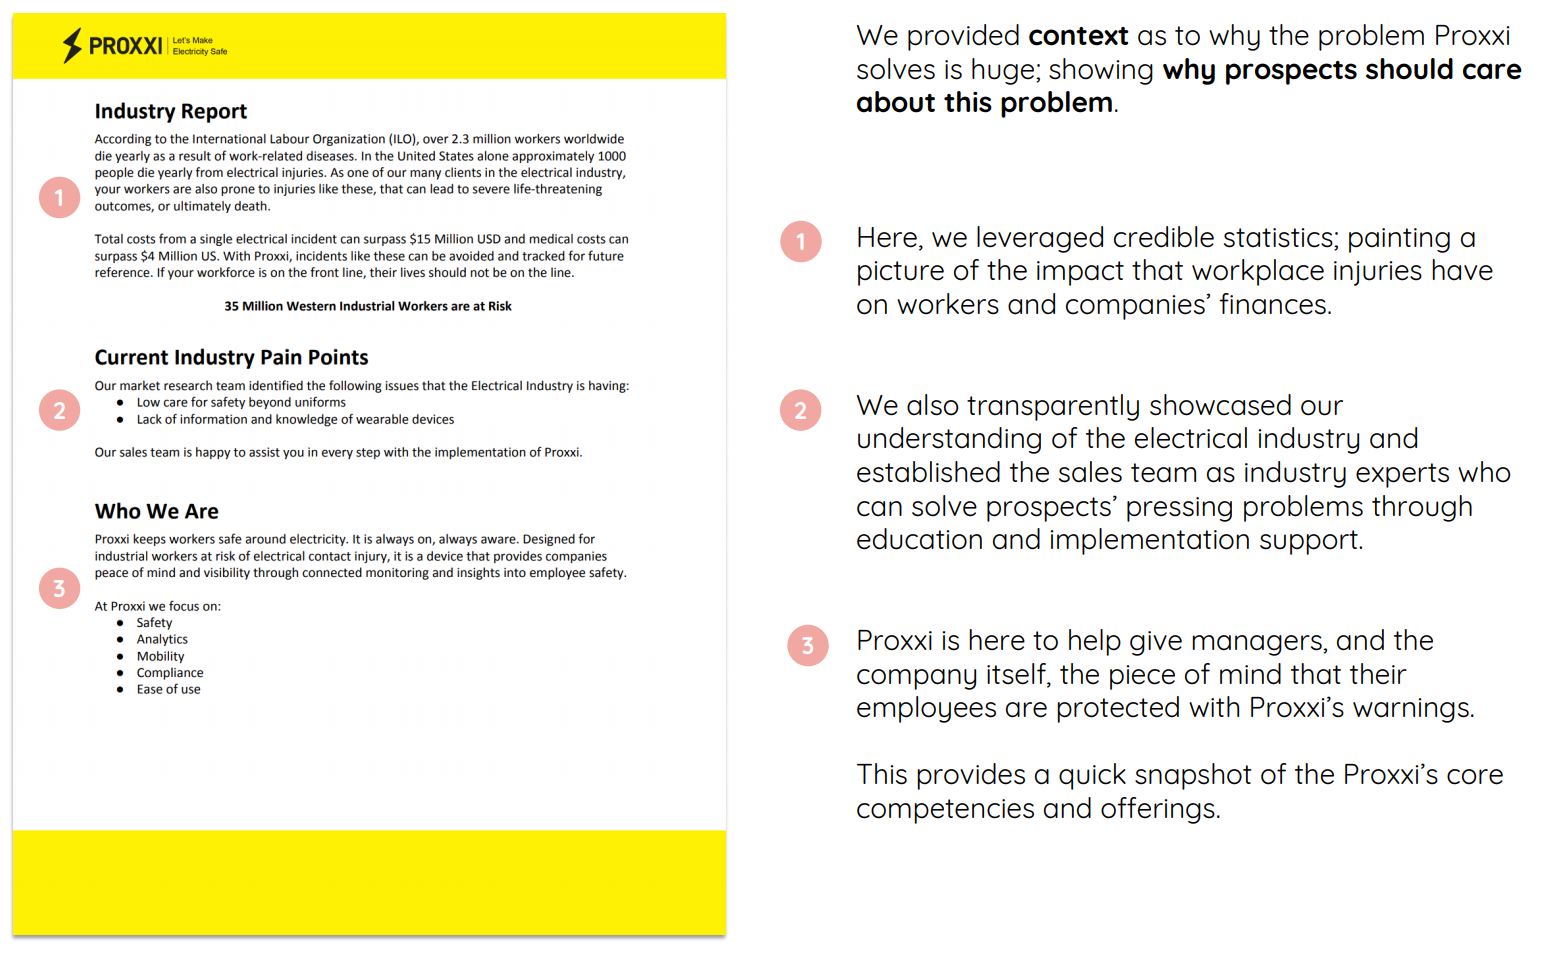 PROXXI
Let's Make
Electricity Safe
Industry Report
According to the International Labour Organization (ILO), over 2.3 million workers worldwide
die yearly as a result of work-related diseases. In the United States alone approximately 1000
people die yearly from electrical injuries. As one of our many clients in the electrical industry,
your workers are also prone to injuries like these, that can lead to severe life-threatening
outcomes, or ultimately death.
1
Total costs from a single electrical incident can surpass $15 Million USD and medical costs can
surpass $4 Million US. With Proxxi, incidents like these can be avoided and tracked for future
reference. If your workforce is on the front line, their lives should not be on the line.
35 Million Western Industrial Workers are at Risk
Current Industry Pain Points
Our market research team identified the following issues that the Electrical Industry is having:
● Low care for safety beyond uniforms
● Lack of information and knowledge of wearable devices
2
Our sales team is happy to assist you in every step with the implementation of Proxxi.
Who We Are
Proxxi keeps workers safe around electricity. It is always on, always aware. Designed for
industrial workers at risk of electrical contact injury, it is a device that provides companies
peace of mind and visibility through connected monitoring and insights into employee safety.
3
At Proxxi we focus on:
● Safety
● Analytics
● Mobility
● Compliance
● Ease of use
We provided context as to why the problem Proxxi
solves is huge; showing why prospects should care
about this problem.
1
Here, we leveraged credible statistics; painting a
picture of the impact that workplace injuries have
on workers and companies' finances.
2
We also transparently showcased our
understanding of the electrical industry and
established the sales team as industry experts who
can solve prospects' pressing problems through
education and implementation support.
3
Proxxi is here to help give managers, and the
company itself, the piece of mind that their
employees are protected with Proxxi's warnings.
This provides a quick snapshot of the Proxxi's core
competencies and offerings.